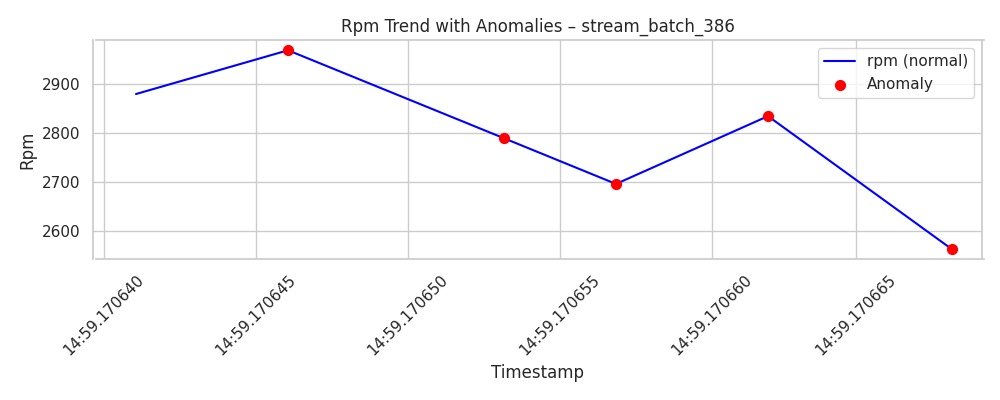 Rpm Trend with Anomalies – stream_batch_386
rpm (normal)
Anomaly
Rpm
2900
2800
2700
2600
14:59.170640
14:59.170645
14:59.170650
14:59.170655
14:59.170660
14:59.170665
Timestamp